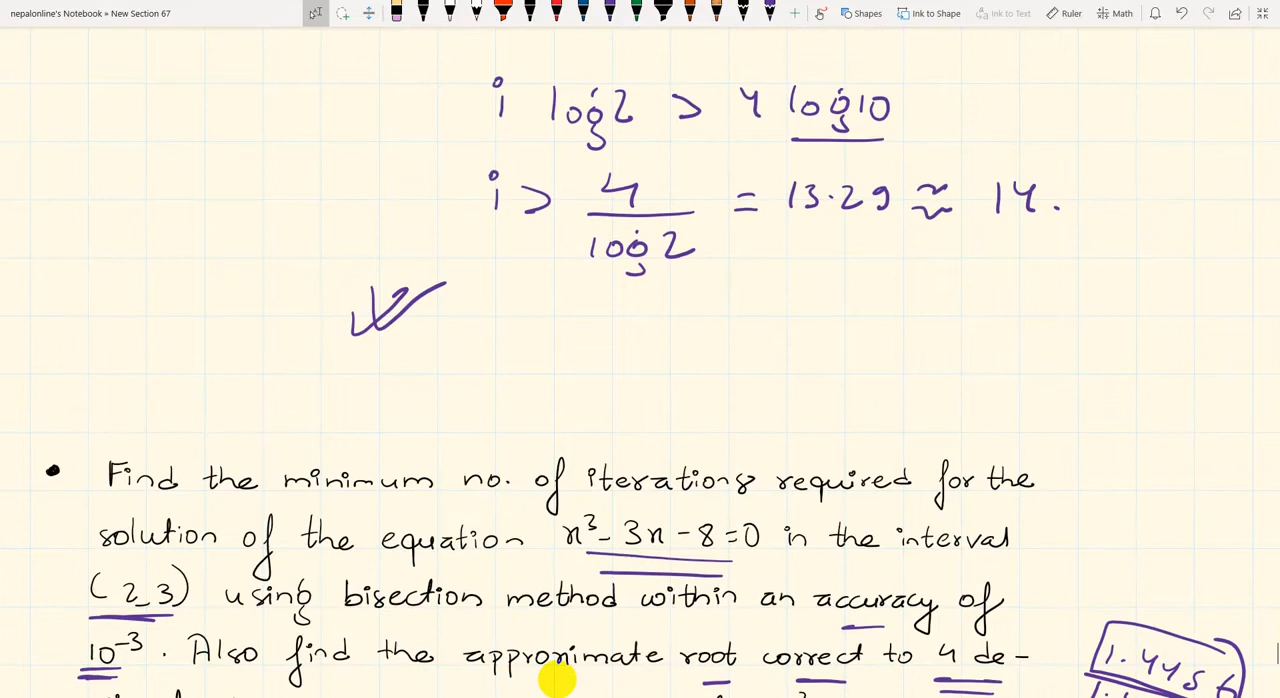 nepalonline's Notebook » New Section 67
Shapes Ink to Shape Ink to Text Ruler Math
i log2 > 4 log10
i > 4 / log2 = 13.29 ≈ 14.
• Find the minimum no. of iterations required for the
solution of the equation x³ - 3x - 8 = 0 in the interval
(2,3) using bisection method within an accuracy of
10⁻³. Also find the approximate root correct to 4 de-
1.4456